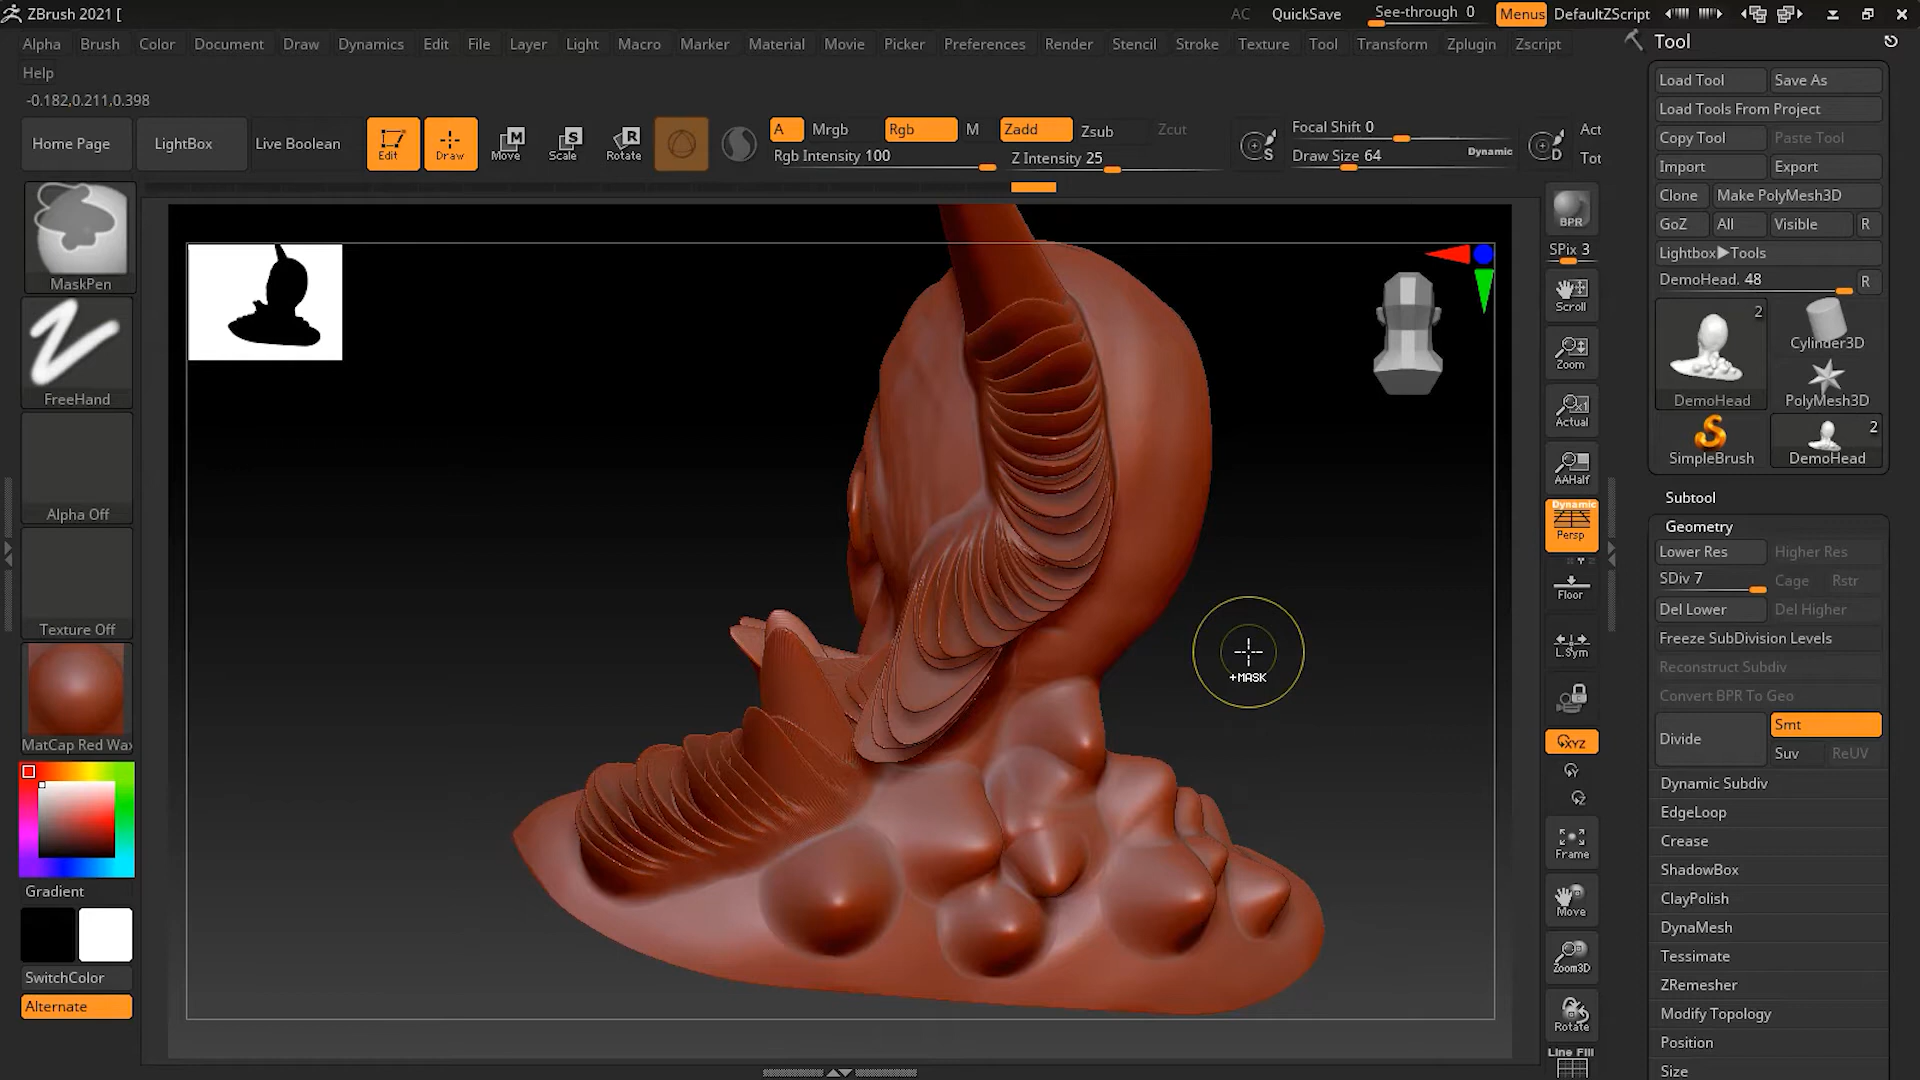 ZBrush 2021 [
AC QuickSave See-through 0 Menus DefaultZScript
Alpha Brush Color Document Draw Dynamics Edit File Layer Light Macro Marker Material Movie Picker Preferences Render Stencil Stroke Texture Tool Transform Zplugin Zscript
Help
-0.182,0.211,0.398
Home Page LightBox Live Boolean Edit Draw Move Scale Rotate
M S R
A Mrgb Rgb M Zadd Zsub Zcut
Rgb Intensity 100 Z Intensity 25
S Focal Shift 0
Draw Size 64 Dynamic D
Act
Tot
MaskPen
FreeHand
Alpha Off
Texture Off
MatCap Red Wax
Gradient
SwitchColor
Alternate
+MASK
BPR
SPix 3
Scroll
Zoom
Actual
AAHalf
Dynamic
Persp
Floor
L.Sym
XYZ
Y
Z
Frame
Move
Zoom3D
Rotate
Line Fill
Tool
Load Tool Save As
Load Tools From Project
Copy Tool Paste Tool
Import Export
Clone Make PolyMesh3D
GoZ All Visible R
Lightbox▶Tools
DemoHead. 48 R
2
DemoHead
Cylinder3D
PolyMesh3D
SimpleBrush
2
DemoHead
Subtool
Geometry
Lower Res Higher Res
SDiv 7 Cage Rstr
Del Lower Del Higher
Freeze SubDivision Levels
Reconstruct Subdiv
Convert BPR To Geo
Divide Smt
Suv ReUV
Dynamic Subdiv
EdgeLoop
Crease
ShadowBox
ClayPolish
DynaMesh
Tessimate
ZRemesher
Modify Topology
Position
Size